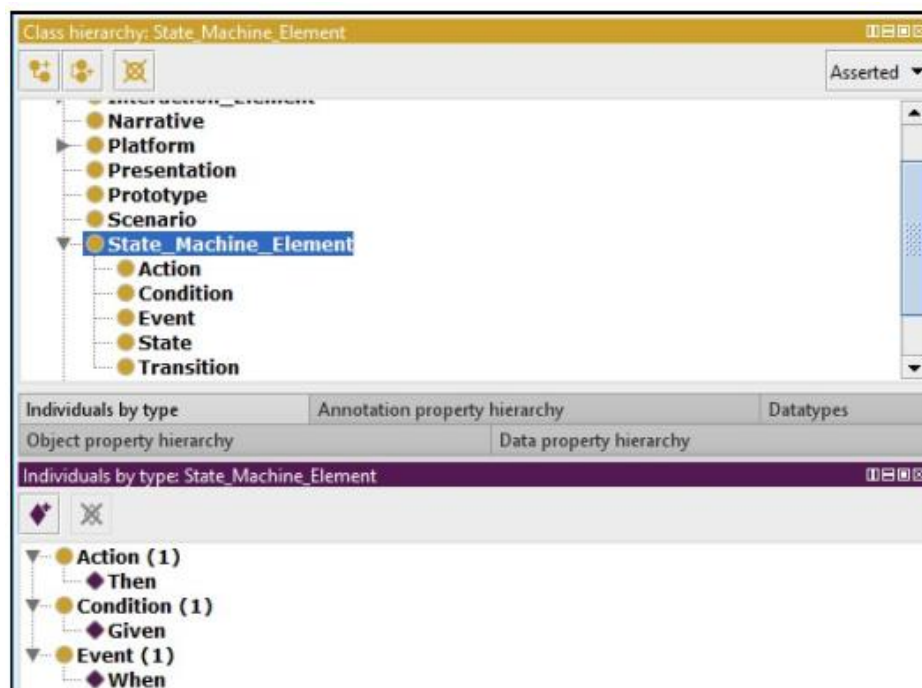 Class hierarchy: State_Machine_Element
Asserted
Interaction_Element
Narrative
Platform
Presentation
Prototype
Scenario
State_Machine_Element
Action
Condition
Event
State
Transition
Individuals by type Annotation property hierarchy Datatypes
Object property hierarchy Data property hierarchy
Individuals by type: State_Machine_Element
Action (1)
Then
Condition (1)
Given
Event (1)
When